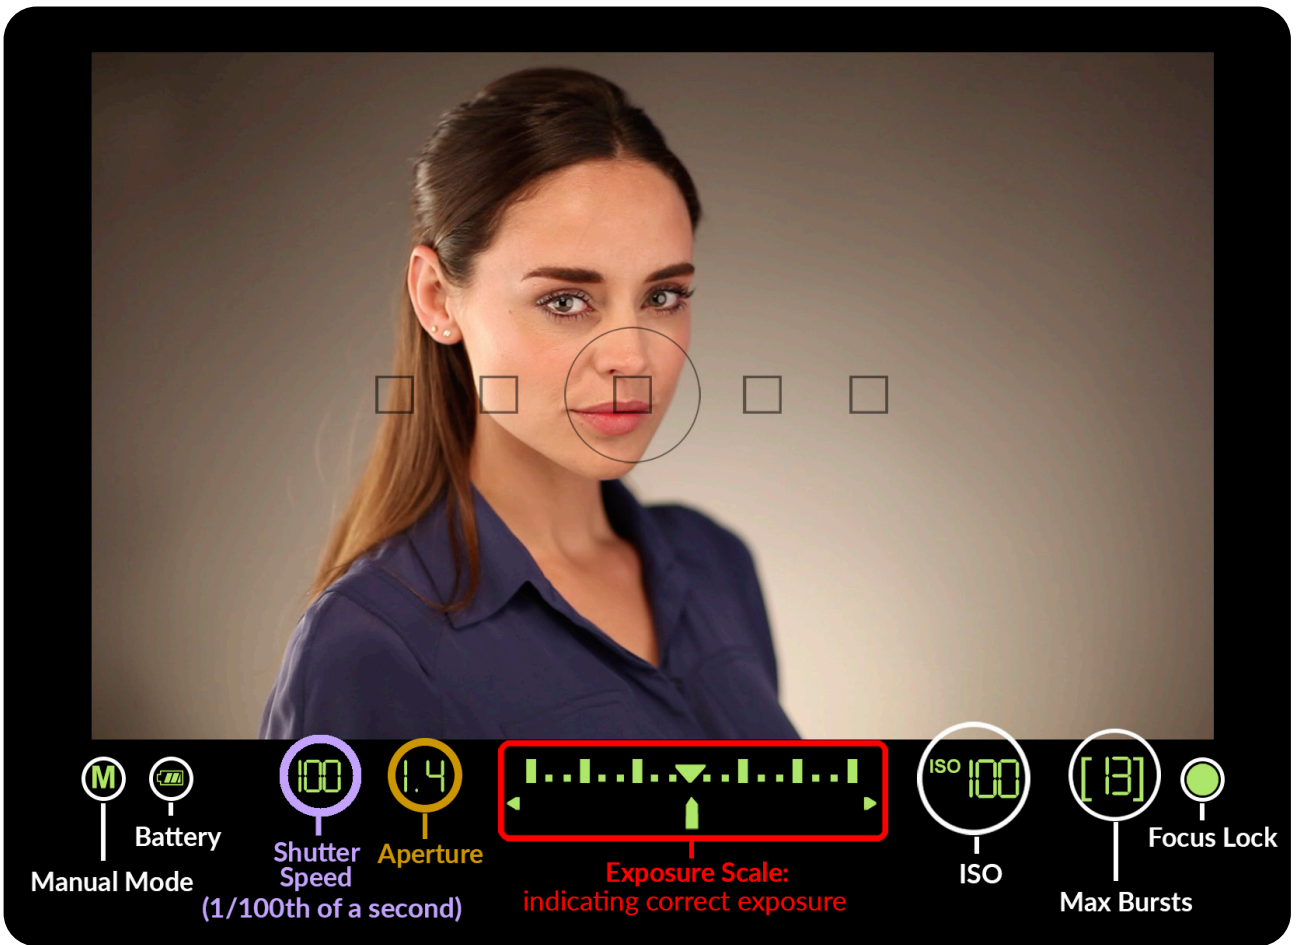 M
100
1.4
ISO 100
[13]
Battery
Manual Mode
Shutter
Speed
(1/100th of a second)
Aperture
Exposure Scale:
indicating correct exposure
ISO
Max Bursts
Focus Lock